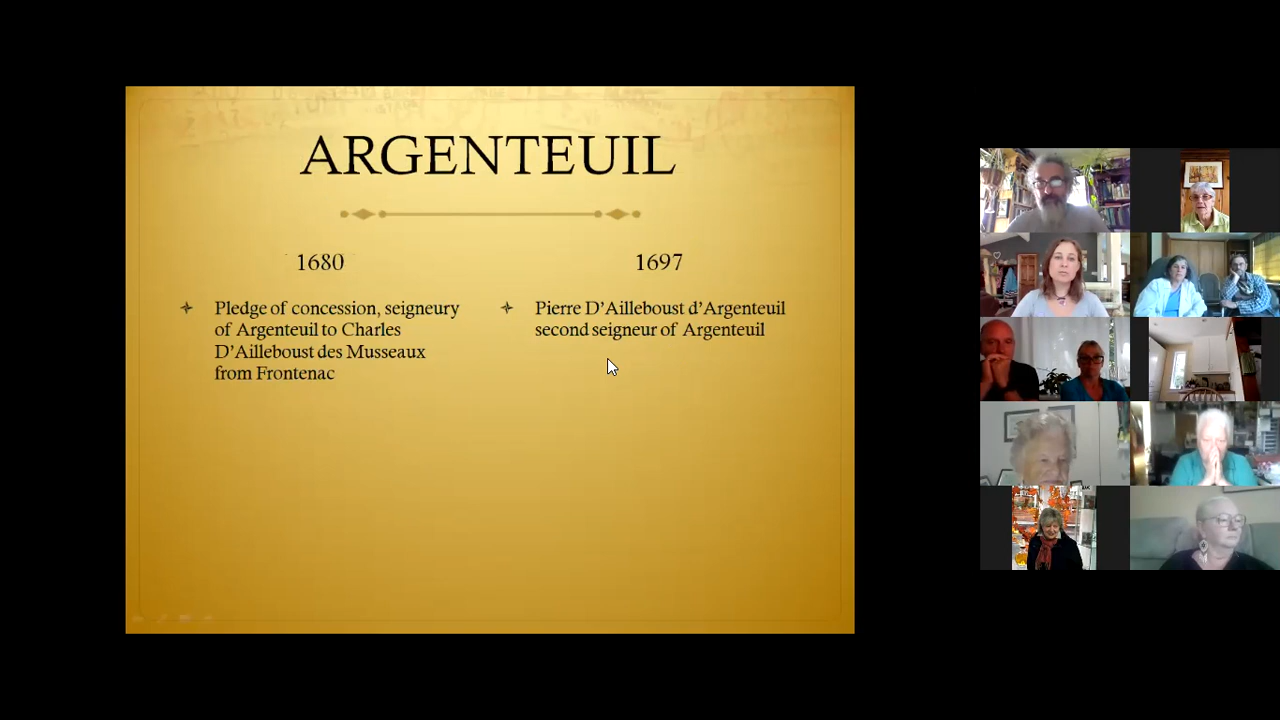 ARGENTEUIL
1680
Pledge of concession, seigneury
of Argenteuil to Charles
D’Ailleboust des Musseaux
from Frontenac
1697
Pierre D’Ailleboust d’Argenteuil
second seigneur of Argenteuil